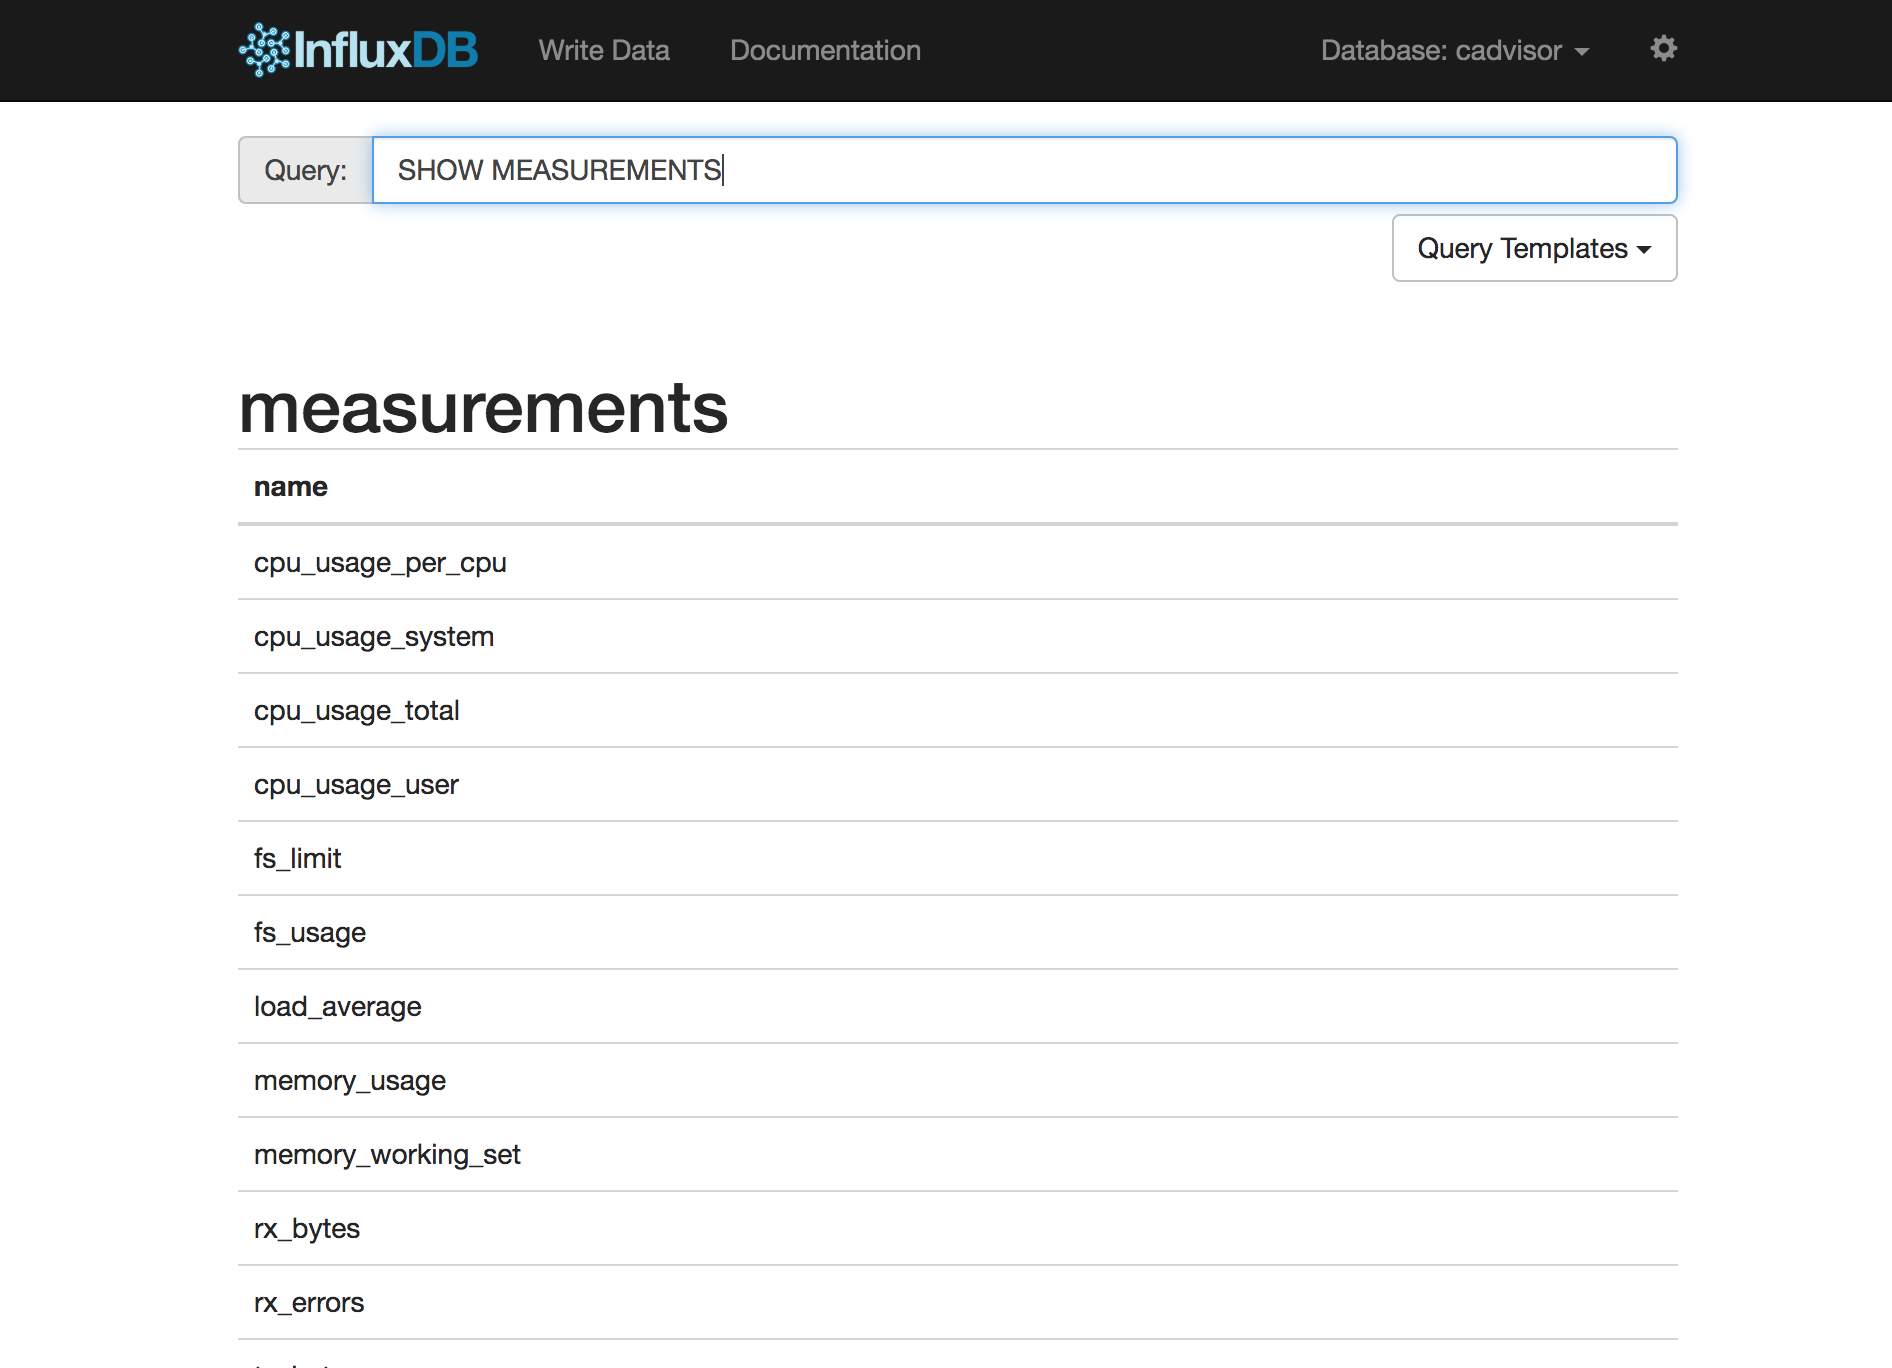 InfluxDB Write Data Documentation Database: cadvisor
Query: SHOW MEASUREMENTS
Query Templates
measurements
name
cpu_usage_per_cpu
cpu_usage_system
cpu_usage_total
cpu_usage_user
fs_limit
fs_usage
load_average
memory_usage
memory_working_set
rx_bytes
rx_errors